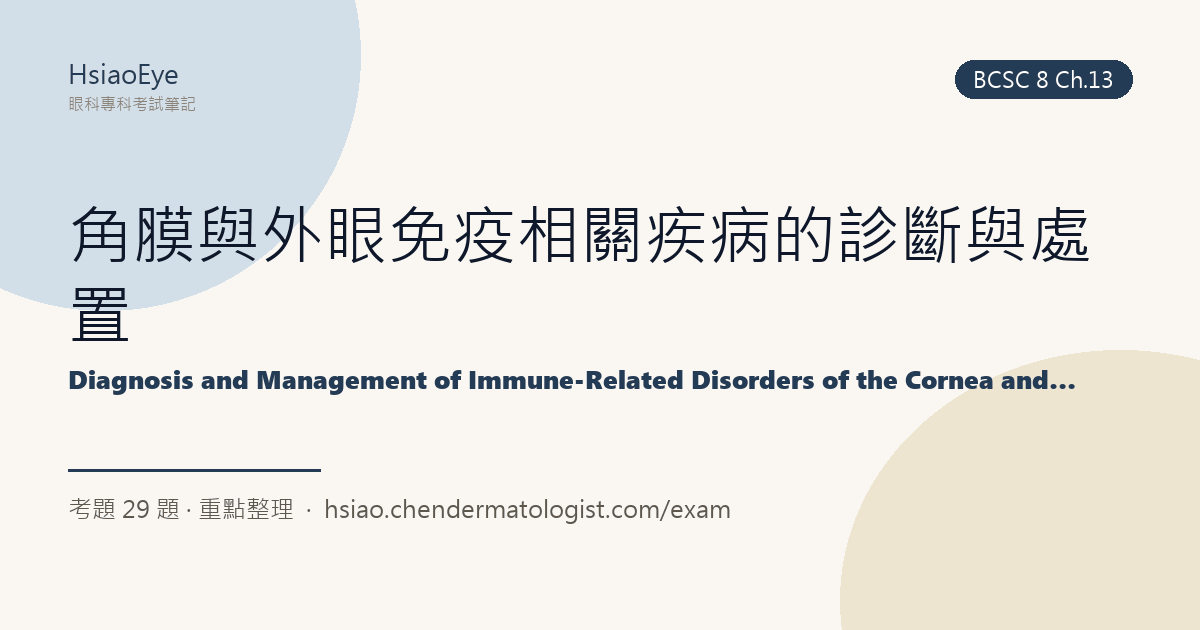 HsiaoEye
眼科專科考試筆記
BCSC 8 Ch.13
角膜與外眼免疫相關疾病的診斷與處
置
Diagnosis and Management of Immune-Related Disorders of the Cornea and...
考題 29 題 · 重點整理 · hsiao.chendermatologist.com/exam